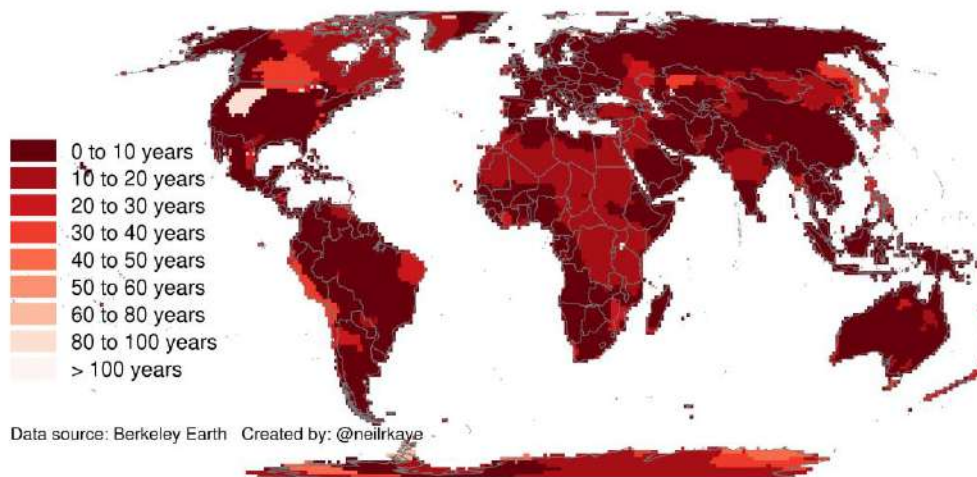 0 to 10 years
10 to 20 years
20 to 30 years
30 to 40 years
40 to 50 years
50 to 60 years
60 to 80 years
80 to 100 years
> 100 years
Data source: Berkeley Earth Created by: @neilrkaye